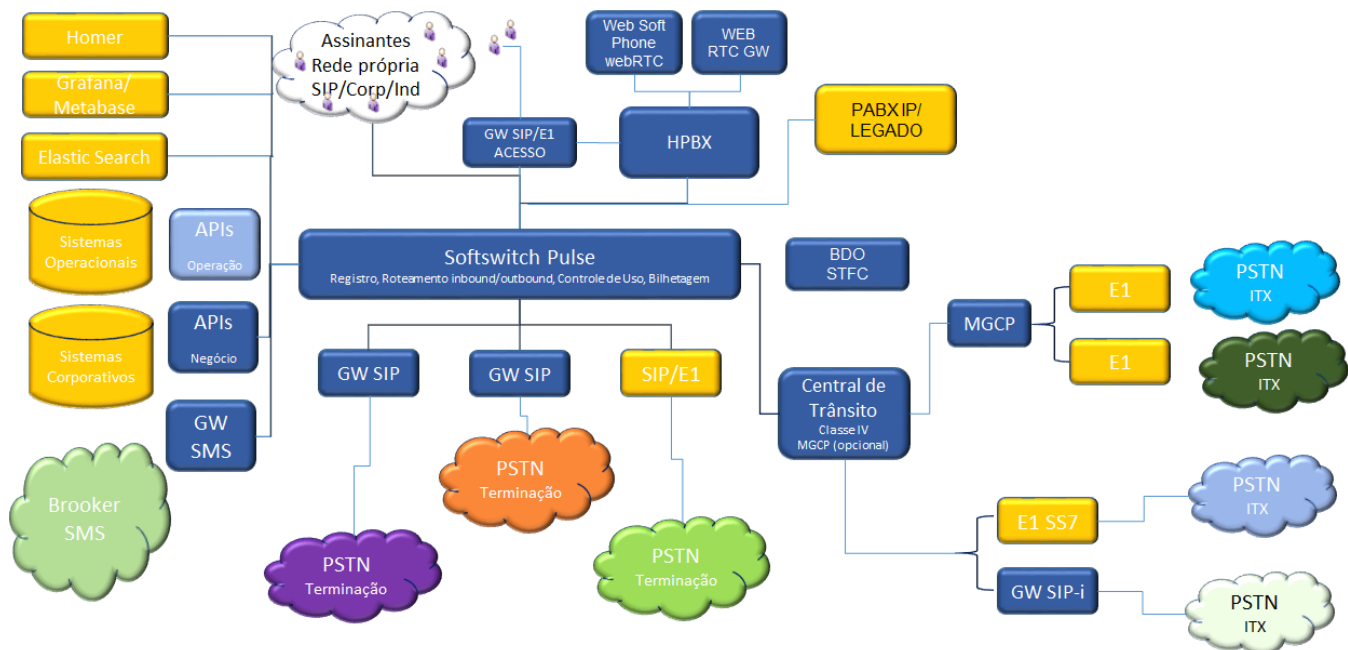 Homer
Grafana/
Metabase
Elastic Search
Sistemas
Operacionais
APIs
Operação
Sistemas
Corporativos
APIs
Negócio
GW
SMS
Brooker
SMS
Assinantes
Rede própria
SIP/Corp/Ind
GW SIP/E1
ACESSO
Web Soft
Phone
webRTC
WEB
RTC GW
HPBX
PABX IP/
LEGADO
Softswitch Pulse
Registro, Roteamento inbound/outbound, Controle de Uso, Bilhetagem
BDO
STFC
GW SIP
GW SIP
SIP/E1
PSTN
Terminação
PSTN
Terminação
PSTN
Terminação
Central de
Trânsito
Classe IV
MGCP (opcional)
MGCP
E1
E1
PSTN
ITX
PSTN
ITX
E1 SS7
GW SIP-i
PSTN
ITX
PSTN
ITX